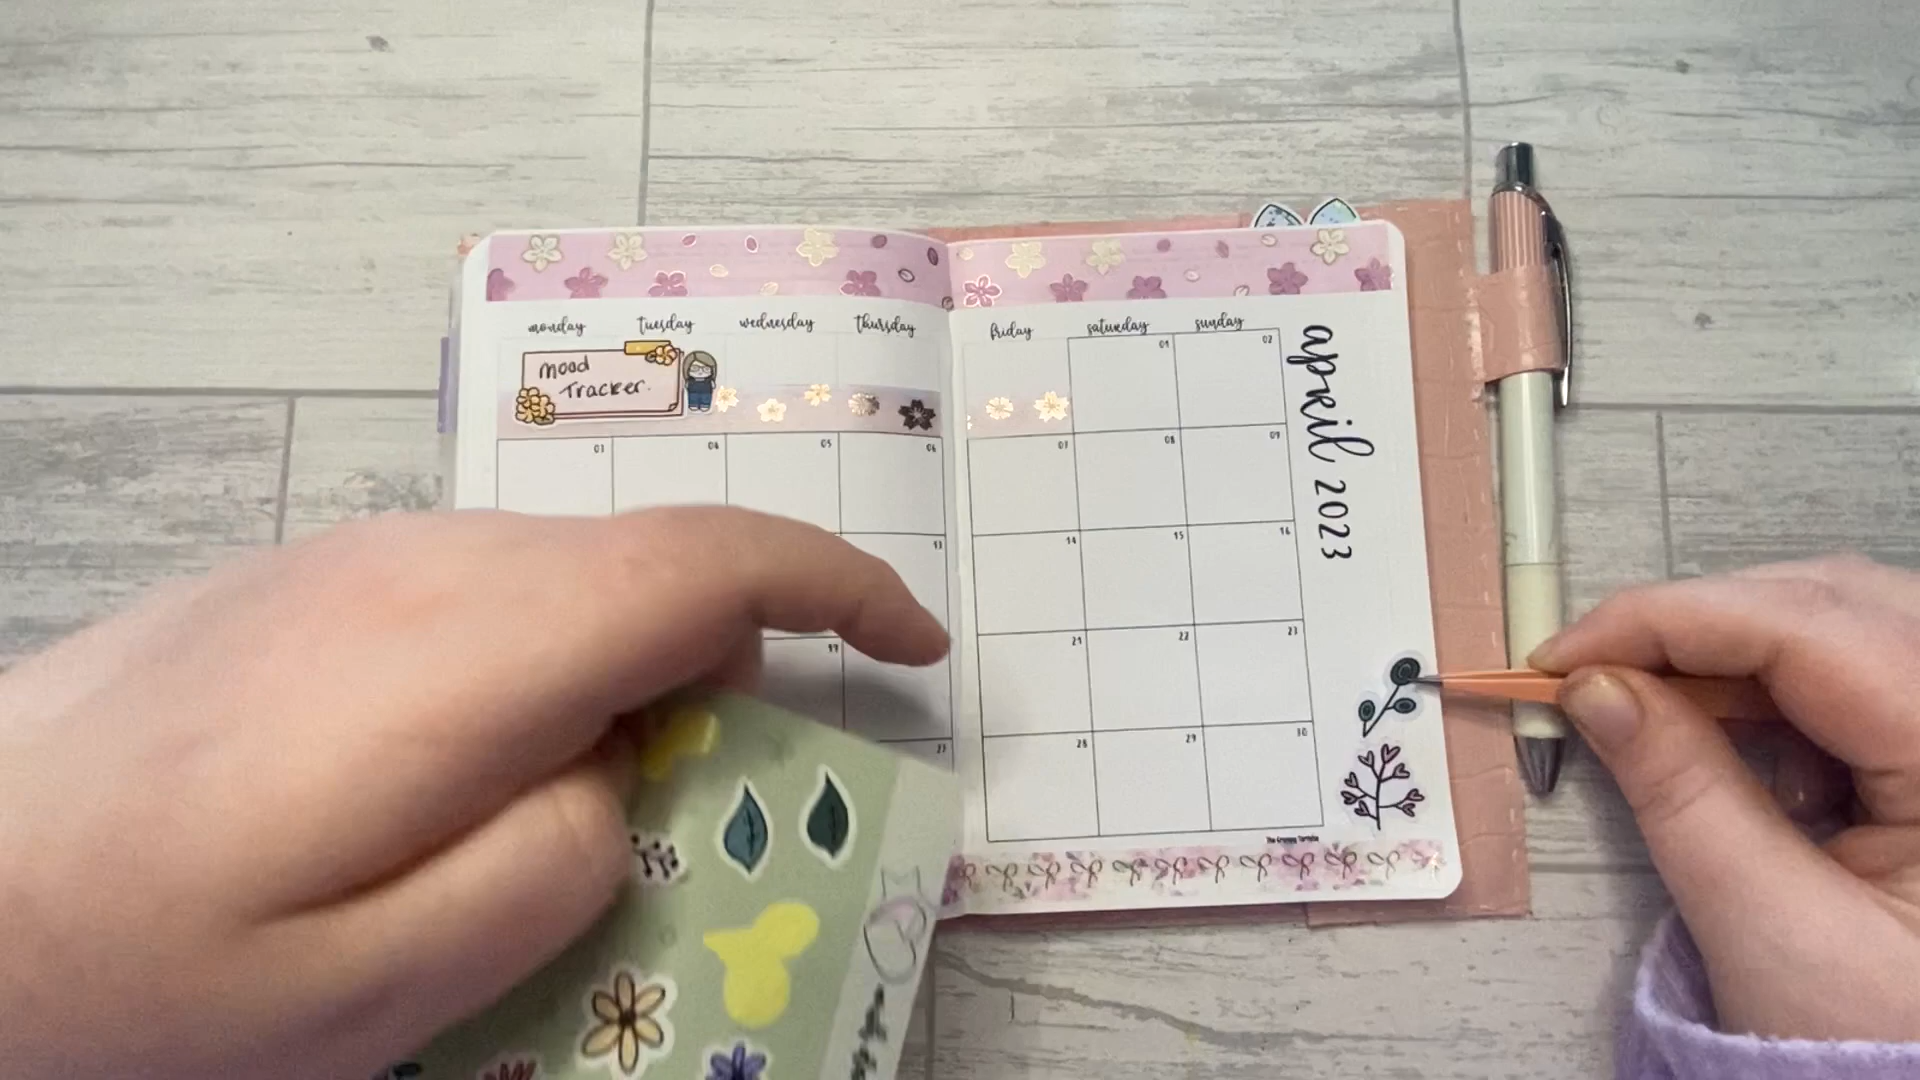 monday tuesday wednesday thursday friday saturday sunday
april 2023
mood
Tracker.
01 02
03 04 05 06 07 08 09
13 14 15 16
21 22 23
28 29 30